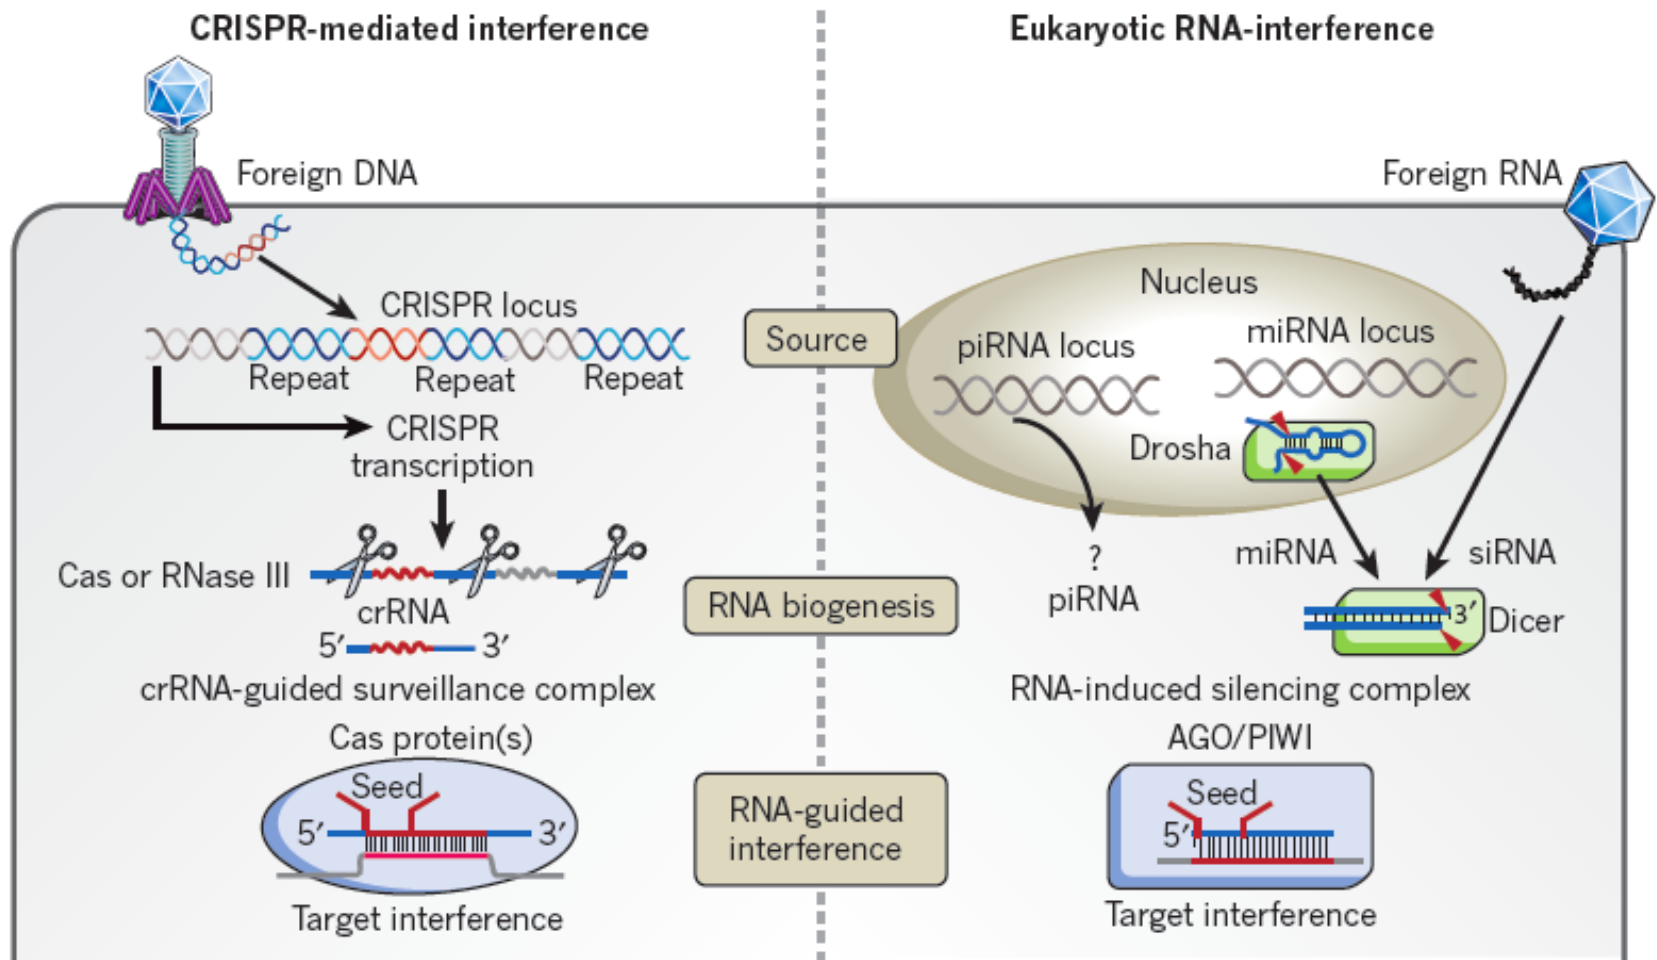 CRISPR-mediated interference
Eukaryotic RNA-interference
Foreign DNA
Foreign RNA
CRISPR locus
Repeat
Repeat
Repeat
CRISPR
transcription
Source
Nucleus
piRNA locus
miRNA locus
Drosha
Cas or RNase III
crRNA
5′
3′
RNA biogenesis
?
piRNA
miRNA
siRNA
3′
Dicer
crRNA-guided surveillance complex
Cas protein(s)
Seed
5′
3′
Target interference
RNA-guided
interference
RNA-induced silencing complex
AGO/PIWI
Seed
5′
Target interference